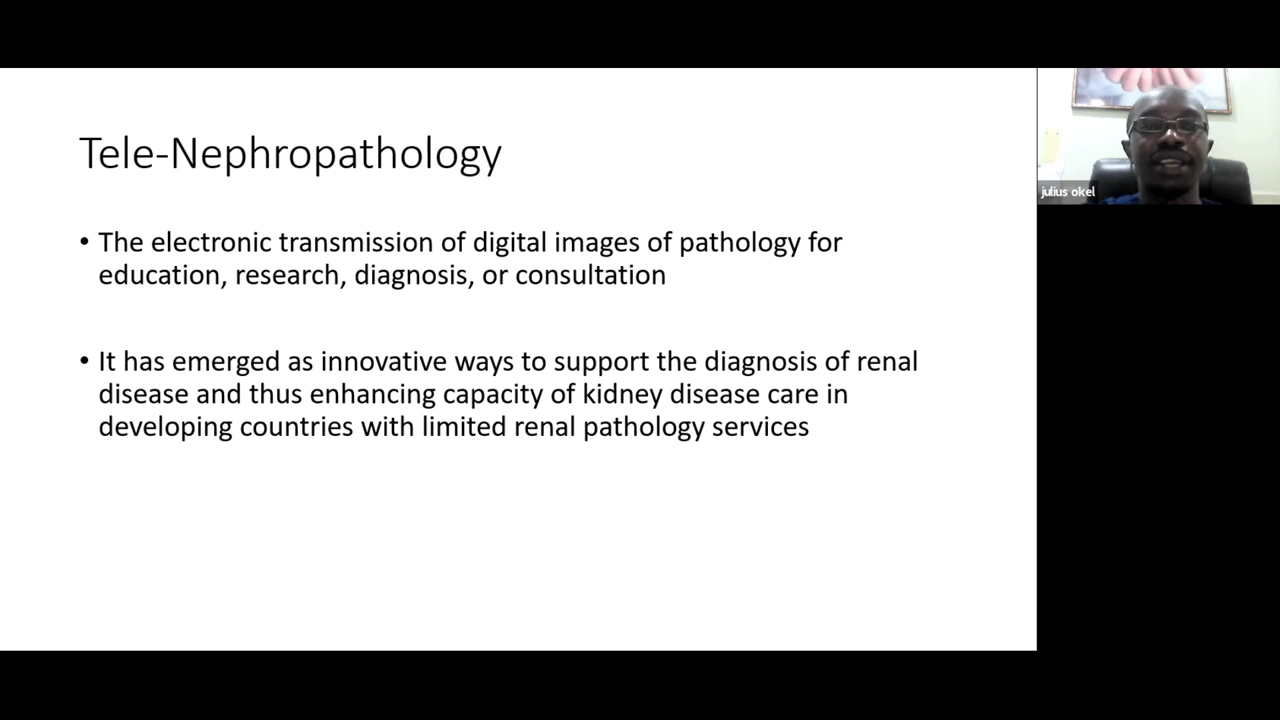 Tele-Nephropathology
• The electronic transmission of digital images of pathology for
education, research, diagnosis, or consultation
• It has emerged as innovative ways to support the diagnosis of renal
disease and thus enhancing capacity of kidney disease care in
developing countries with limited renal pathology services
julius okel